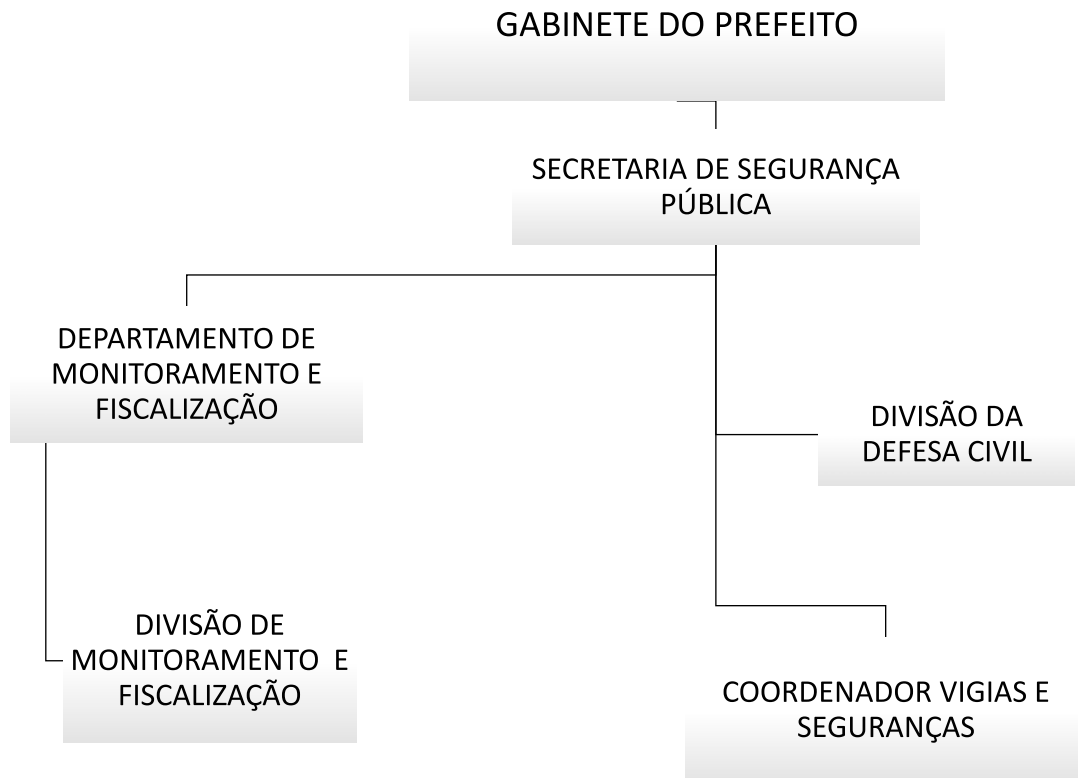 GABINETE DO PREFEITO
SECRETARIA DE SEGURANÇA
PÚBLICA
DEPARTAMENTO DE
MONITORAMENTO E
FISCALIZAÇÃO
DIVISÃO DA
DEFESA CIVIL
DIVISÃO DE
MONITORAMENTO E
FISCALIZAÇÃO
COORDENADOR VIGIAS E
SEGURANÇAS